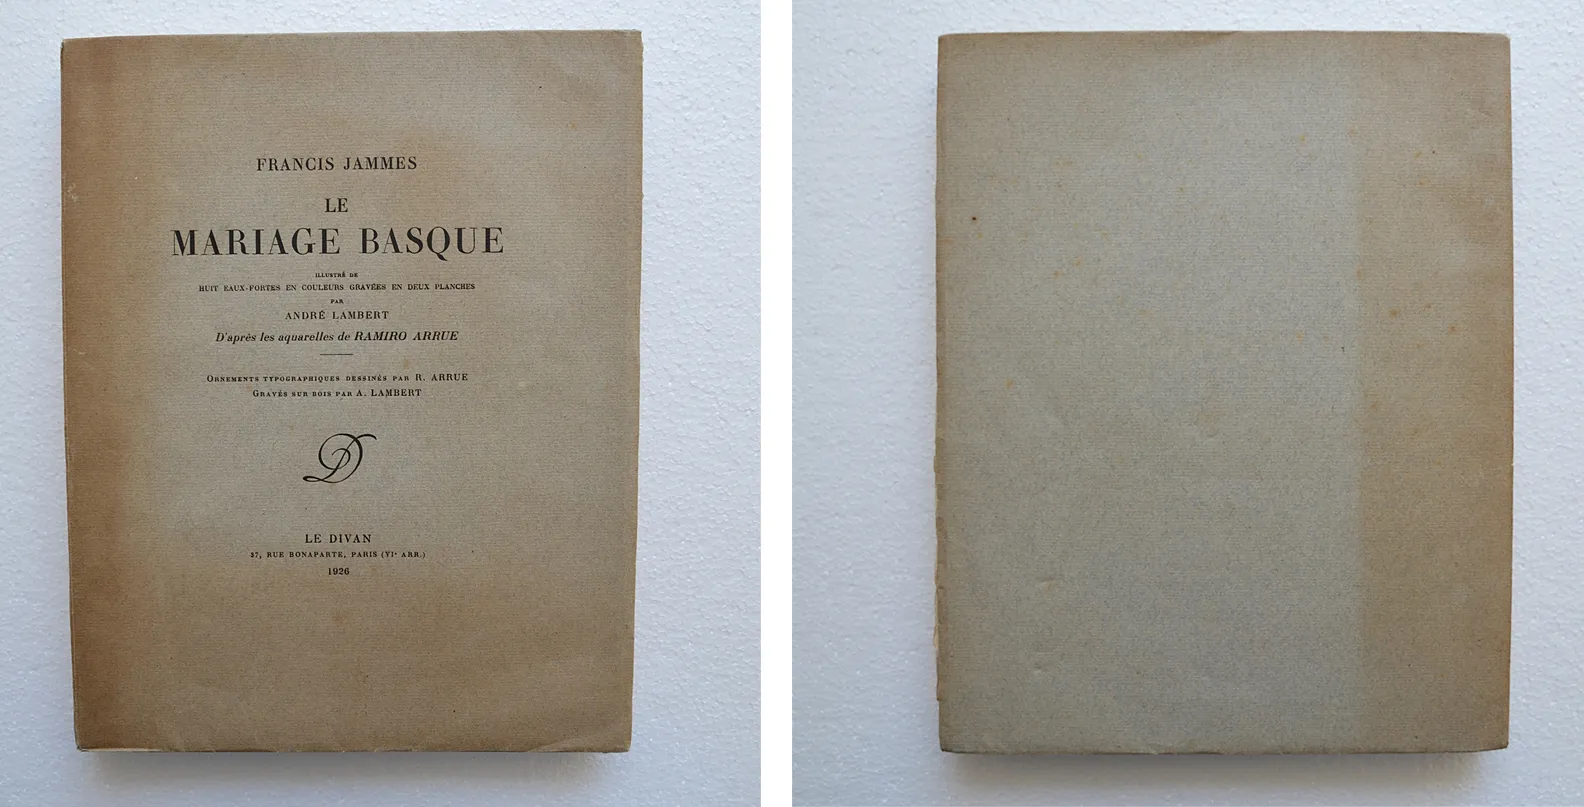 FRANCIS JAMMES
LE
MARIAGE BASQUE
ILLUSTRÉ DE
HUIT EAUX-FORTES EN COULEURS GRAVÉES EN DEUX PLANCHES
PAR
ANDRÉ LAMBERT
D'après les aquarelles de RAMIRO ARRUE
ORNEMENTS TYPOGRAPHIQUES DESSINÉS PAR R. ARRUE
GRAVÉS SUR BOIS PAR A. LAMBERT
D
LE DIVAN
37, RUE BONAPARTE, PARIS (VIe ARR.)
1926